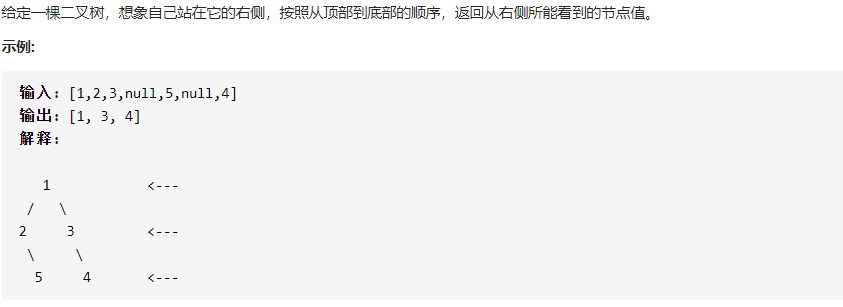 给定一棵二叉树，想象自己站在它的右侧，按照从顶部到底部的顺序，返回从右侧所能看到的节点值。
示例:
输入: [1,2,3,null,5,null,4]
输出: [1, 3, 4]
解释:
   1            <---
 /   \
2     3         <---
 \     \
  5     4       <---